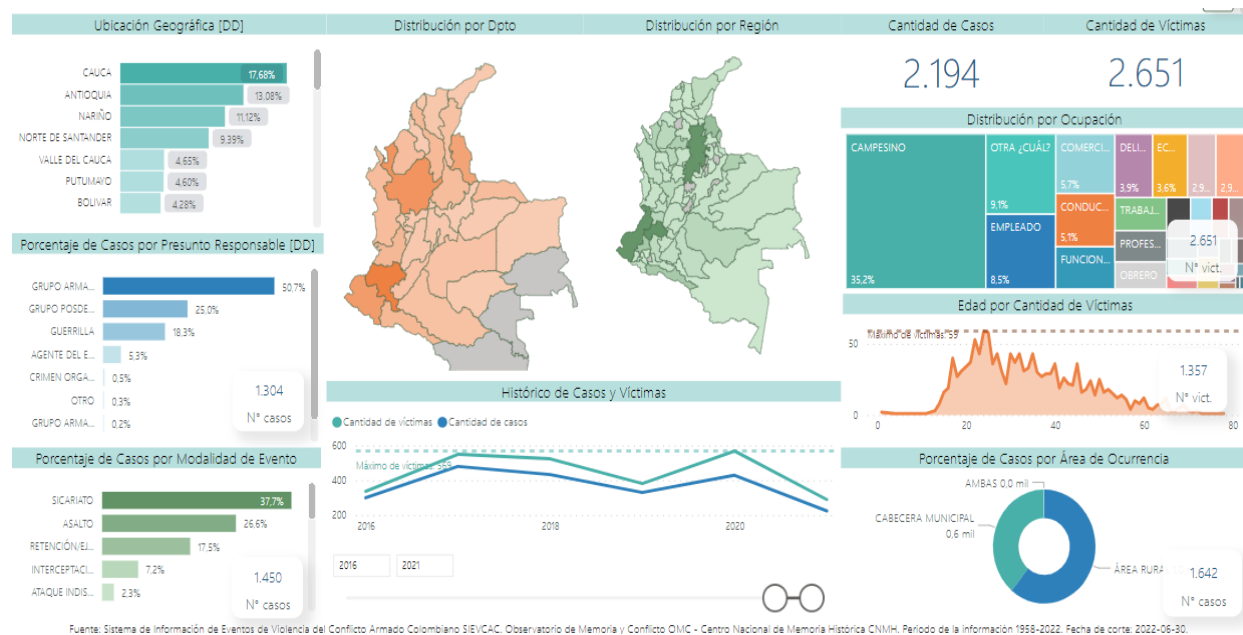 Ubicación Geográfica [DD]
CAUCA 17,68%
ANTIOQUIA 13.08%
NARIÑO 11,12%
NORTE DE SANTANDER 9.39%
VALLE DEL CAUCA 4.65%
PUTUMAYO 4.60%
BOLIVAR 4.28%
Porcentaje de Casos por Presunto Responsable [DD]
GRUPO ARMA... 50,7%
GRUPO POSDE... 25,0%
GUERRILLA 18.3%
AGENTE DEL E... 5,3%
CRIMEN ORGA... 0.5%
OTRO 0.3%
GRUPO ARMA... 0,2%
1.304
N° casos
Porcentaje de Casos por Modalidad de Evento
SICARIATO 37,7%
ASALTO 26.6%
RETENCIÓN/EJ... 17.5%
INTERCEPTACI... 7.2%
ATAQUE INDIS... 2.3%
1.450
N° casos
Distribución por Dpto
Distribución por Región
Histórico de Casos y Víctimas
Cantidad de víctimas Cantidad de casos
600
Máximo de víctimas:
400
200
2016 2018 2020
2016 2021
Cantidad de Casos
2.194
Cantidad de Víctimas
2.651
Distribución por Ocupación
CAMPESINO
35,2%
OTRA ¿CUÁL?
9,1%
EMPLEADO
8,5%
COMERCI...
5,7%
CONDUC...
5,1%
FUNCION...
DELI...
3,9%
EC...
3,6%
2,9...
2,9...
TRABAJ...
PROFES...
OBRERO
2.651
N° vict.
Edad por Cantidad de Víctimas
Máximo de víctimas: 59
50
0
0 20 40 60 80
1.357
N° vict.
Porcentaje de Casos por Área de Ocurrencia
AMBAS 0,0 mil
CABECERA MUNICIPAL
0,6 mil
ÁREA RURA
1.642
N° casos
Fuente: Sistema de Información de Eventos de Violencia del Conflicto Armado Colombiano SIEVCAC. Observatorio de Memoria y Conflicto OMC - Centro Nacional de Memoria Histórica CNMH. Periodo de la información 1958-2022. Fecha de corte: 2022-06-30.